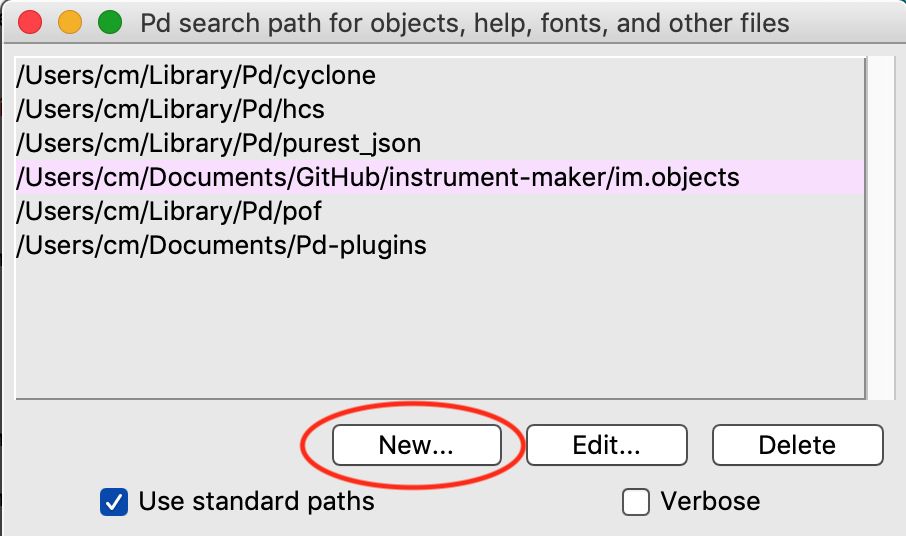 Pd search path for objects, help, fonts, and other files
/Users/cm/Library/Pd/cyclone
/Users/cm/Library/Pd/hcs
/Users/cm/Library/Pd/purest_json
/Users/cm/Documents/GitHub/instrument-maker/im.objects
/Users/cm/Library/Pd/pof
/Users/cm/Documents/Pd-plugins
New... Edit... Delete
Use standard paths Verbose